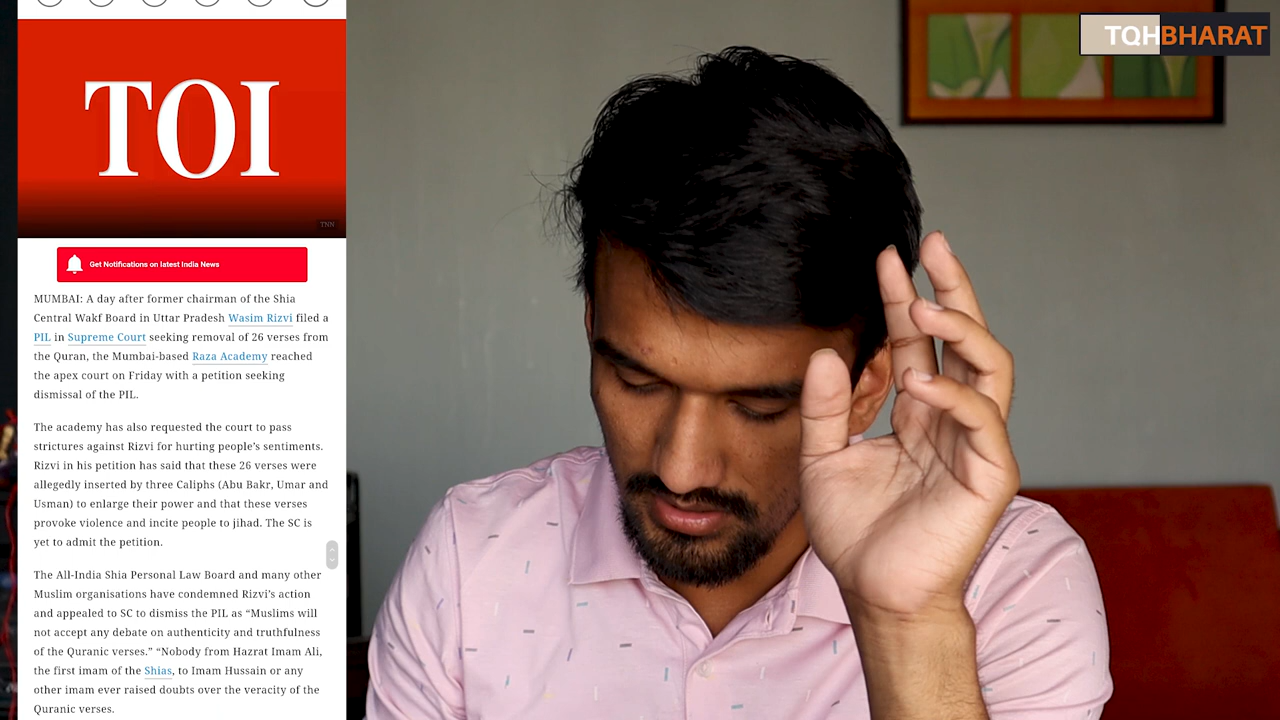 TOI
TNN
Get Notifications on latest India News
MUMBAI: A day after former chairman of the Shia
Central Wakf Board in Uttar Pradesh Wasim Rizvi filed a
PIL in Supreme Court seeking removal of 26 verses from
the Quran, the Mumbai-based Raza Academy reached
the apex court on Friday with a petition seeking
dismissal of the PIL.
The academy has also requested the court to pass
strictures against Rizvi for hurting people’s sentiments.
Rizvi in his petition has said that these 26 verses were
allegedly inserted by three Caliphs (Abu Bakr, Umar and
Usman) to enlarge their power and that these verses
provoke violence and incite people to jihad. The SC is
yet to admit the petition.
The All-India Shia Personal Law Board and many other
Muslim organisations have condemned Rizvi’s action
and appealed to SC to dismiss the PIL as “Muslims will
not accept any debate on authenticity and truthfulness
of the Quranic verses.” “Nobody from Hazrat Imam Ali,
the first imam of the Shias, to Imam Hussain or any
other imam ever raised doubts over the veracity of the
Quranic verses.
TQHBHARAT